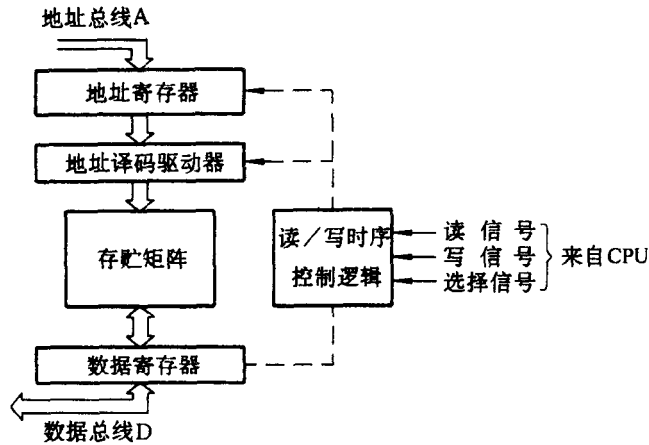 地址总线A
地址寄存器
地址译码驱动器
存贮矩阵
读／写时序
控制逻辑
读 信 号
写 信 号
选择信号
来自CPU
数据寄存器
数据总线D